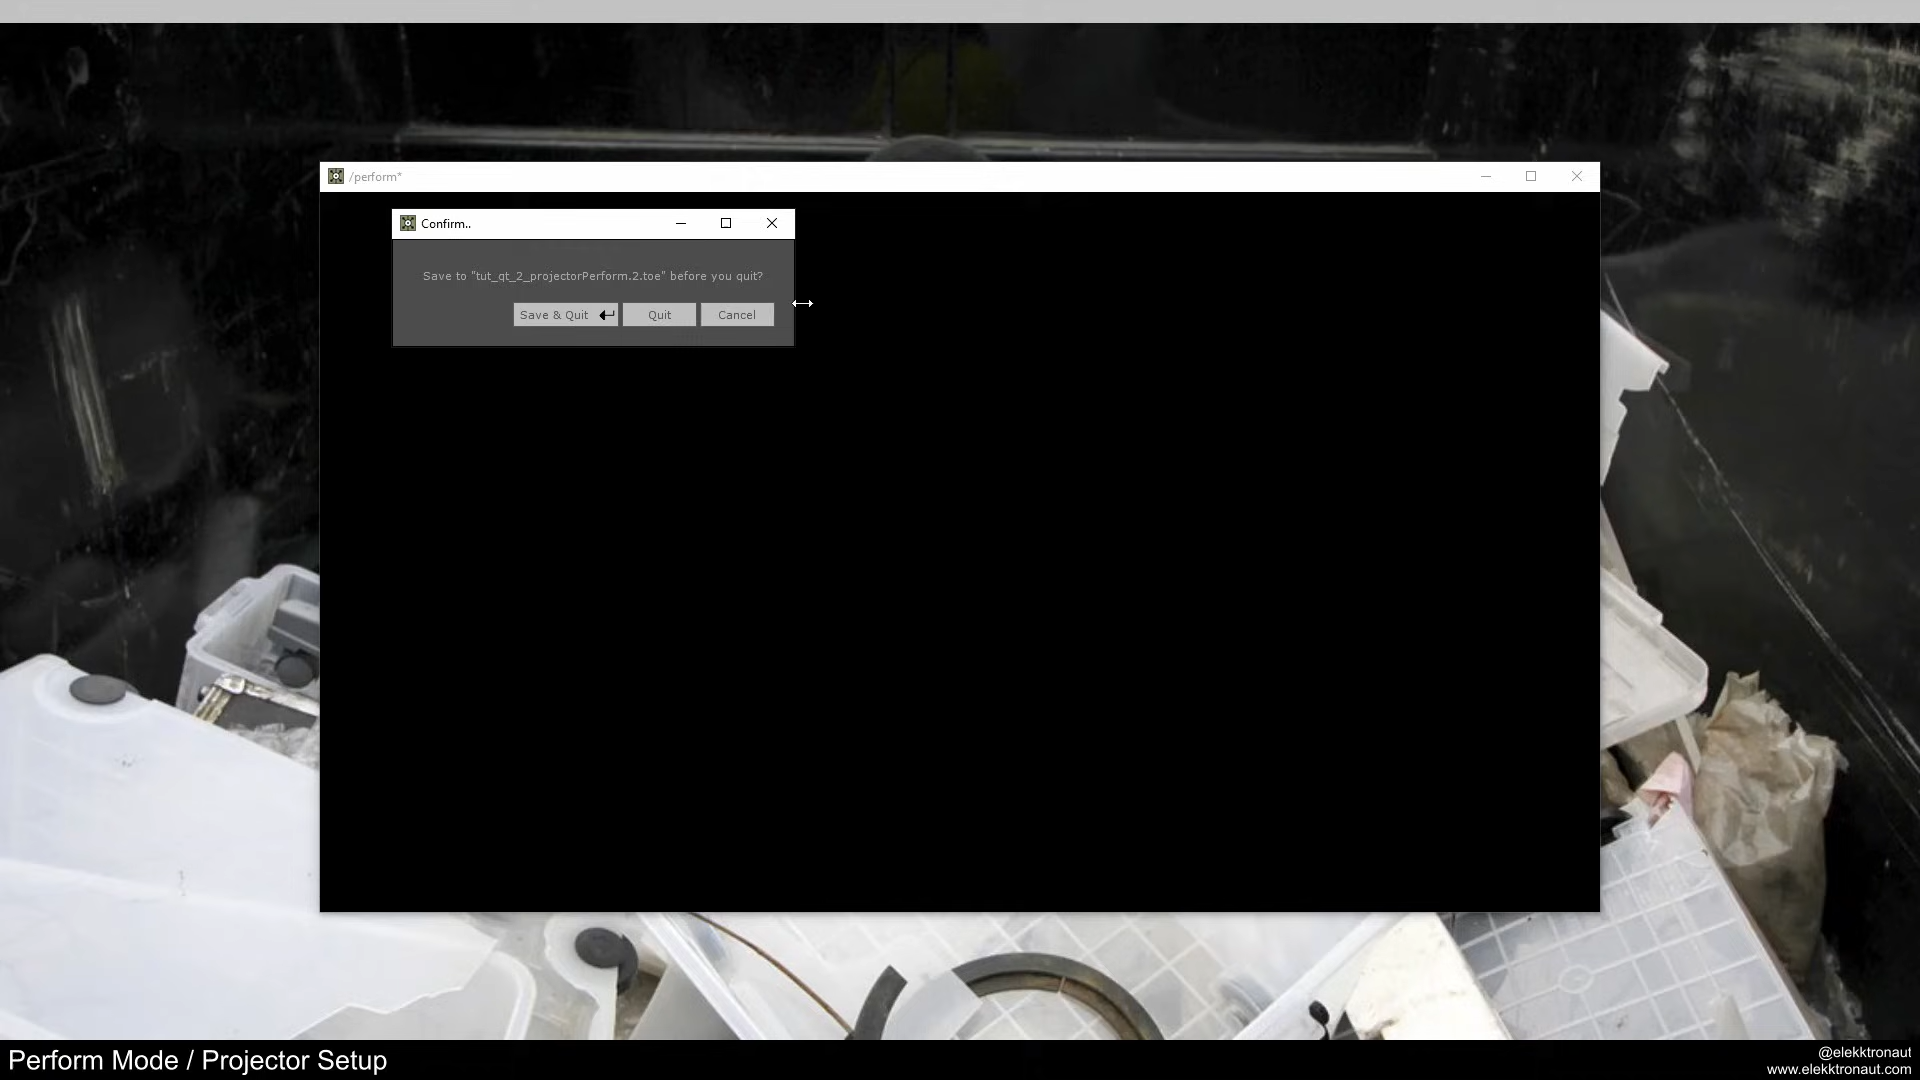 /perform*
Confirm..
Save to "tut_qt_2_projectorPerform.2.toe" before you quit?
Save & Quit
Quit
Cancel
Perform Mode / Projector Setup
@elekktronaut
www.elekktronaut.com